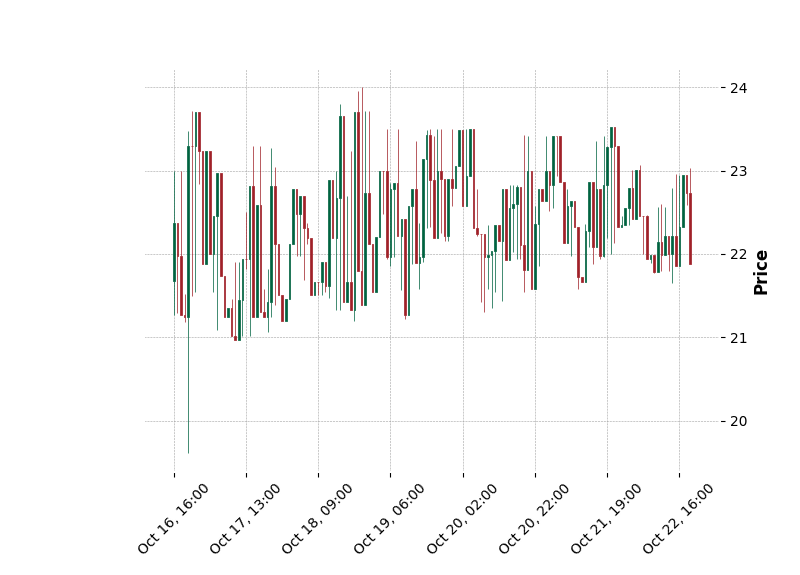 24
23
22
21
20
Price
Oct 16, 16:00
Oct 17, 13:00
Oct 18, 09:00
Oct 19, 06:00
Oct 20, 02:00
Oct 20, 22:00
Oct 21, 19:00
Oct 22, 16:00